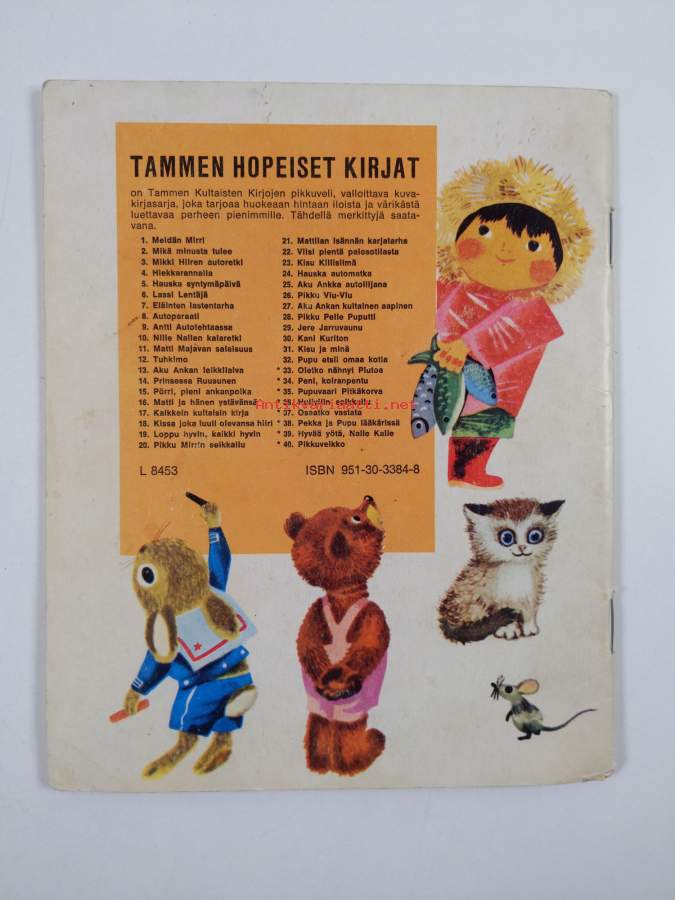 TAMMEN HOPEISET KIRJAT
on Tammen Kultaisten Kirjojen pikkuveli, valloittava kuva-
kirjasarja, joka tarjoaa huokeaan hintaan iloista ja värikästä
luettavaa perheen pienimmille. Tähdellä merkittyjä saata-
vana.
1. Meidän Mirri
2. Mikä minusta tulee
3. Mikki Hiiren autoretki
4. Hiekkarannalla
5. Hauska syntymäpäivä
6. Lassi Lentäjä
7. Eläinten lastentarha
8. Autoparaati
9. Antti Autotehtaassa
10. Nille Nallen kalaretki
11. Matti Majavan salaisuus
12. Tuhkimo
13. Aku Ankan leikkilaiva
14. Prinsessa Ruusunen
15. Pörri, pieni ankanpoika
16. Matti ja hänen ystävänsä
17. Kaikkein kultaisin kirja
18. Kissa joka luuli olevansa hiiri
19. Loppu hyvin, kaikki hyvin
20. Pikku Mirrin seikkailu
21. Mattilan isännän karjatarha
22. Viisi pientä palosotilasta
23. Kisu Killisilmä
24. Hauska automatka
25. Aku Ankka autoilijana
26. Pikku Viu-Viu
27. Aku Ankan kultainen aapinen
28. Pikku Pelle Puputti
29. Jere Jarruvaunu
30. Kani Kuriton
31. Kisu ja minä
32. Pupu etsii omaa kotia
* 33. Oletko nähnyt Plutoa
* 34. Peni, koiranpentu
* 35. Pupuvaari Pitkäkorva
* 36. seikkailu
* 37. Osaatko vastata
* 38. Pekka ja Pupu lääkärissä
* 39. Hyvää yötä, Nalle Kalle
* 40. Pikkuveikko
L 8453
ISBN 951-30-3384-8
Antikvariaatti.net